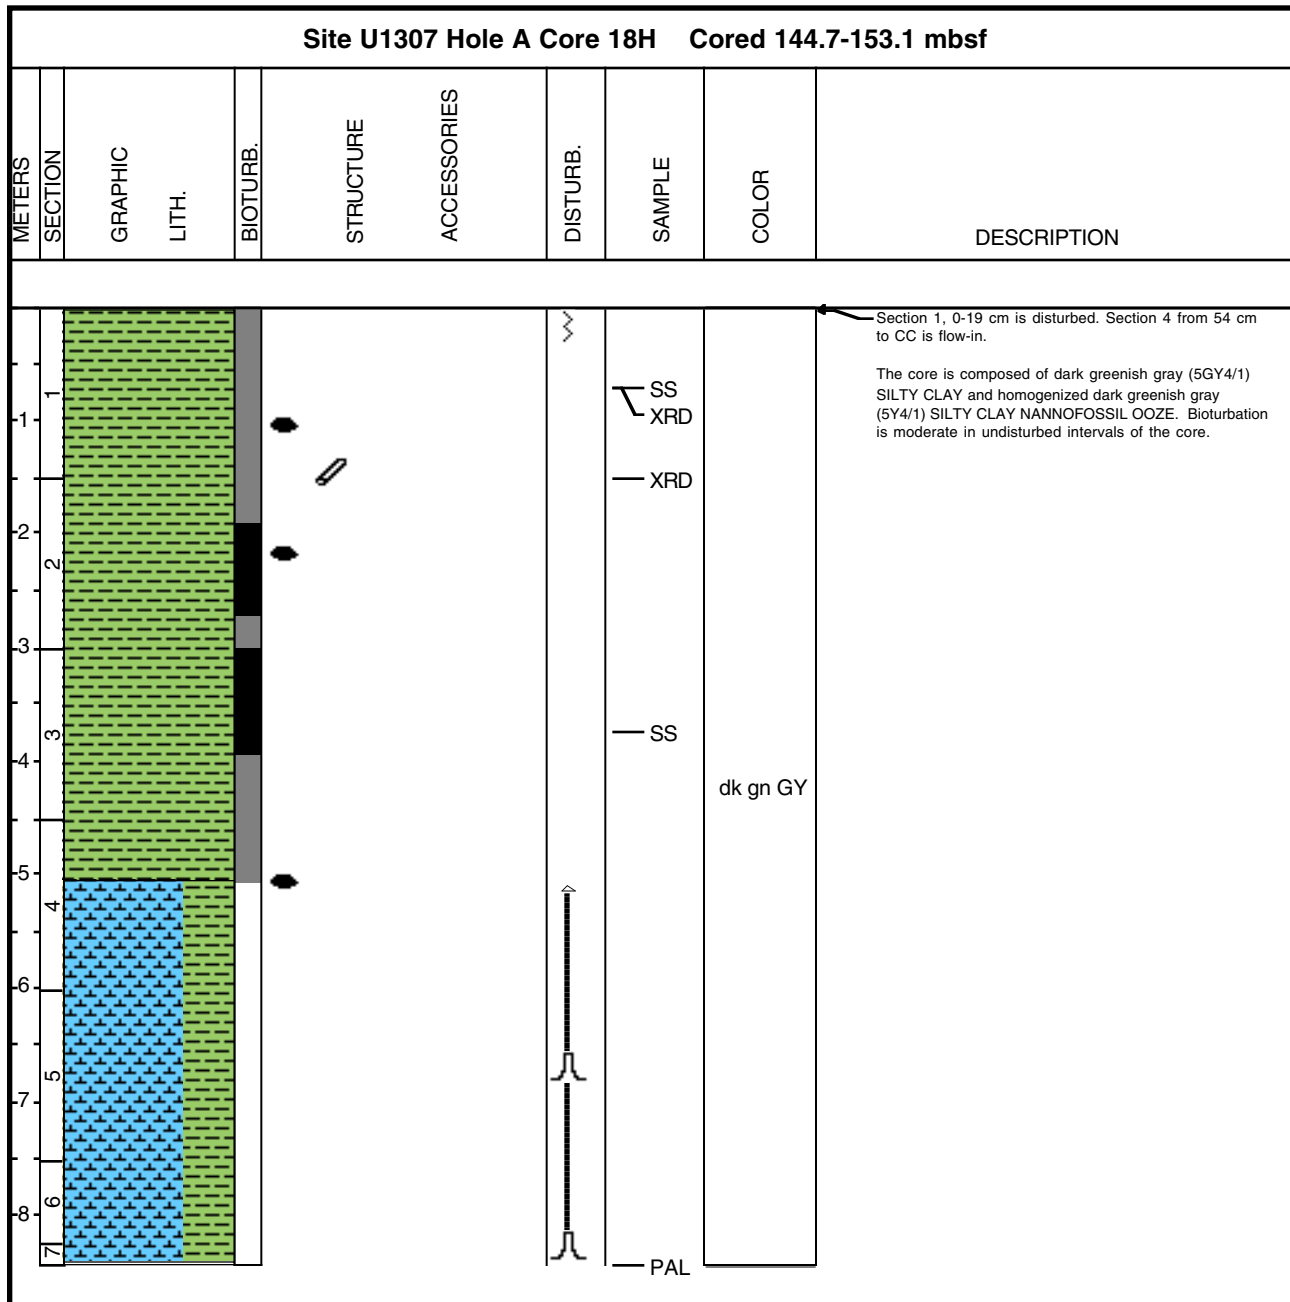 Site U1307 Hole A Core 18H    Cored 144.7-153.1 mbsf
METERS
SECTION
GRAPHIC
LITH.
BIOTURB.
STRUCTURE
ACCESSORIES
DISTURB.
SAMPLE
COLOR
DESCRIPTION
Section 1, 0-19 cm is disturbed. Section 4 from 54 cm
to CC is flow-in.
The core is composed of dark greenish gray (5GY4/1)
SILTY CLAY and homogenized dark greenish gray
(5Y4/1) SILTY CLAY NANNOFOSSIL OOZE. Bioturbation
is moderate in undisturbed intervals of the core.
1
SS
1
XRD
XRD
2
2
3
3
SS
4
dk gn GY
5
4
6
5
7
6
8
7
PAL